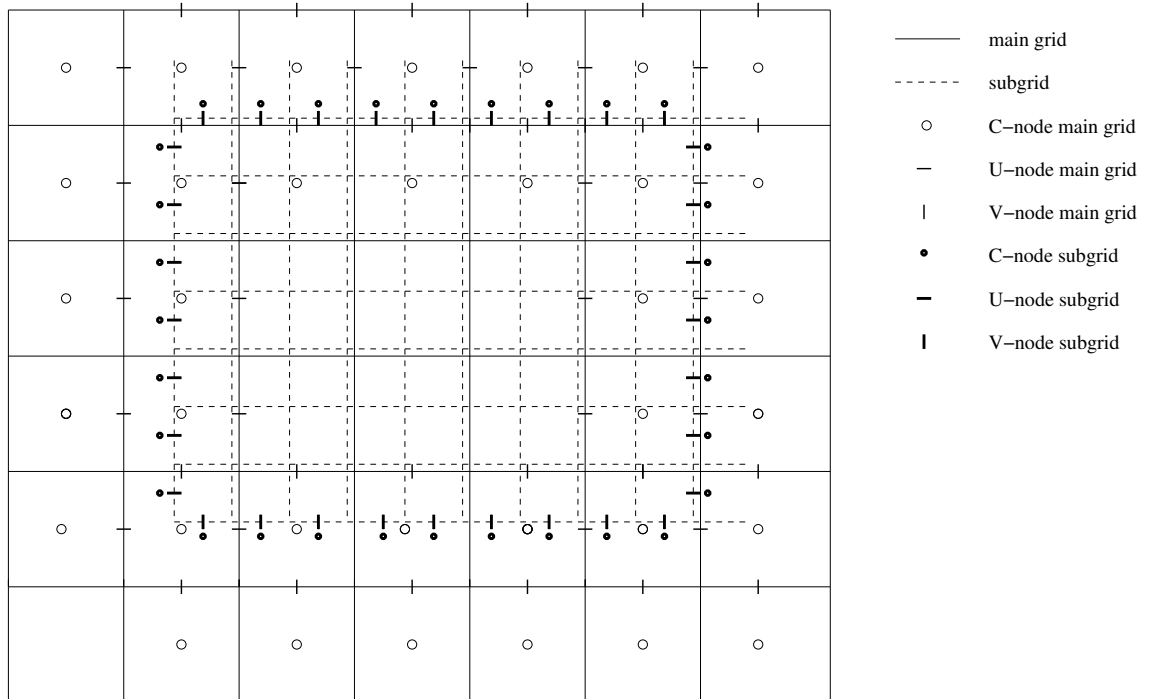 main grid
subgrid
C−node main grid
U−node main grid
V−node main grid
C−node subgrid
U−node subgrid
V−node subgrid